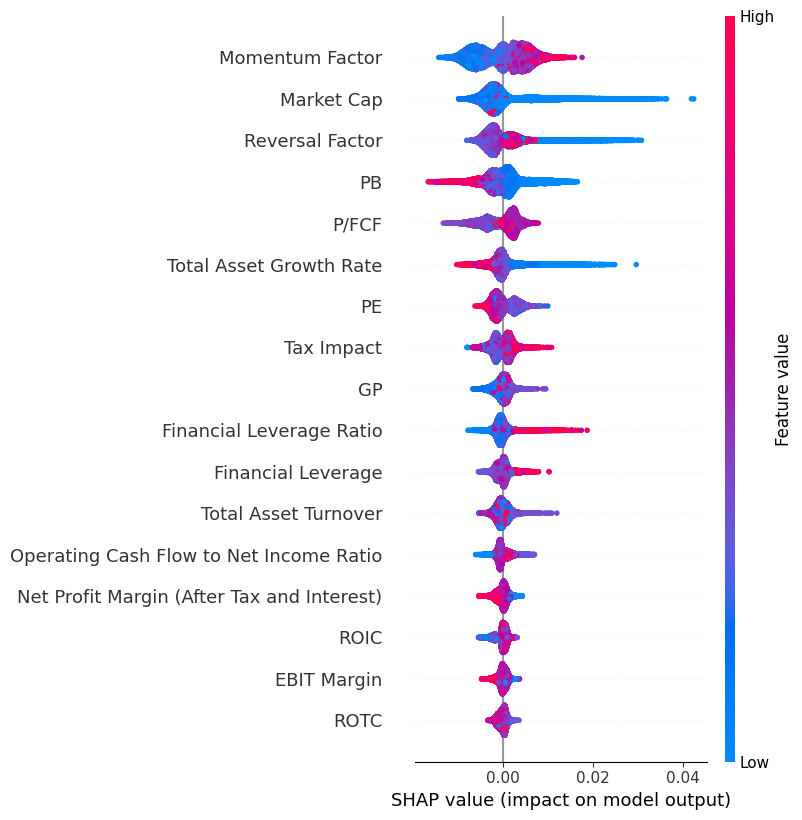 High
Momentum Factor
Market Cap
Reversal Factor
PB
P/FCF
Total Asset Growth Rate
PE
Tax Impact
GP
Financial Leverage Ratio
Financial Leverage
Total Asset Turnover
Operating Cash Flow to Net Income Ratio
Net Profit Margin (After Tax and Interest)
ROIC
EBIT Margin
ROTC
Feature value
Low
0.00 0.02 0.04
SHAP value (impact on model output)